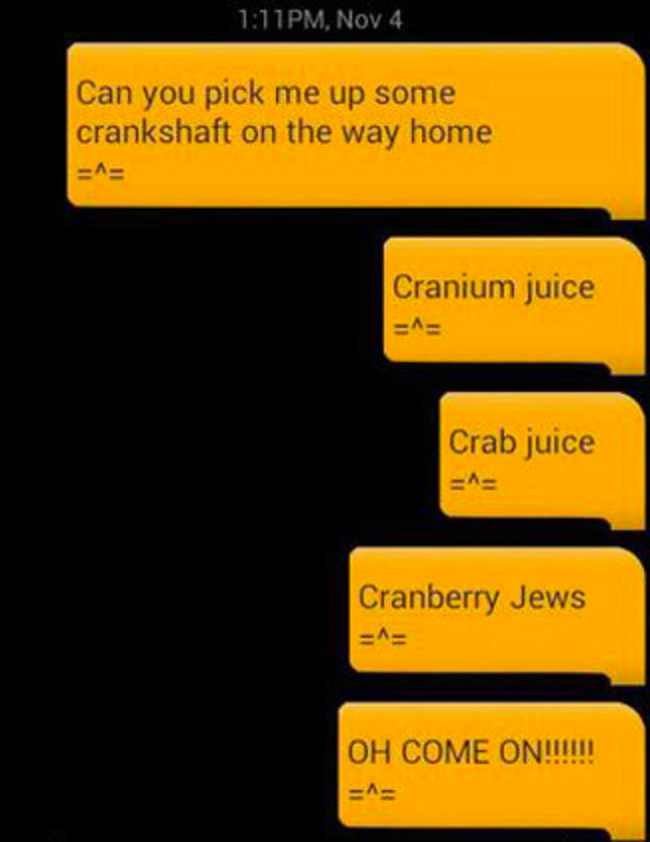 1:11PM, Nov 4
Can you pick me up some
crankshaft on the way home
=^=
Cranium juice
=^=
Crab juice
=^=
Cranberry Jews
=^=
OH COME ON!!!!!!
=^=